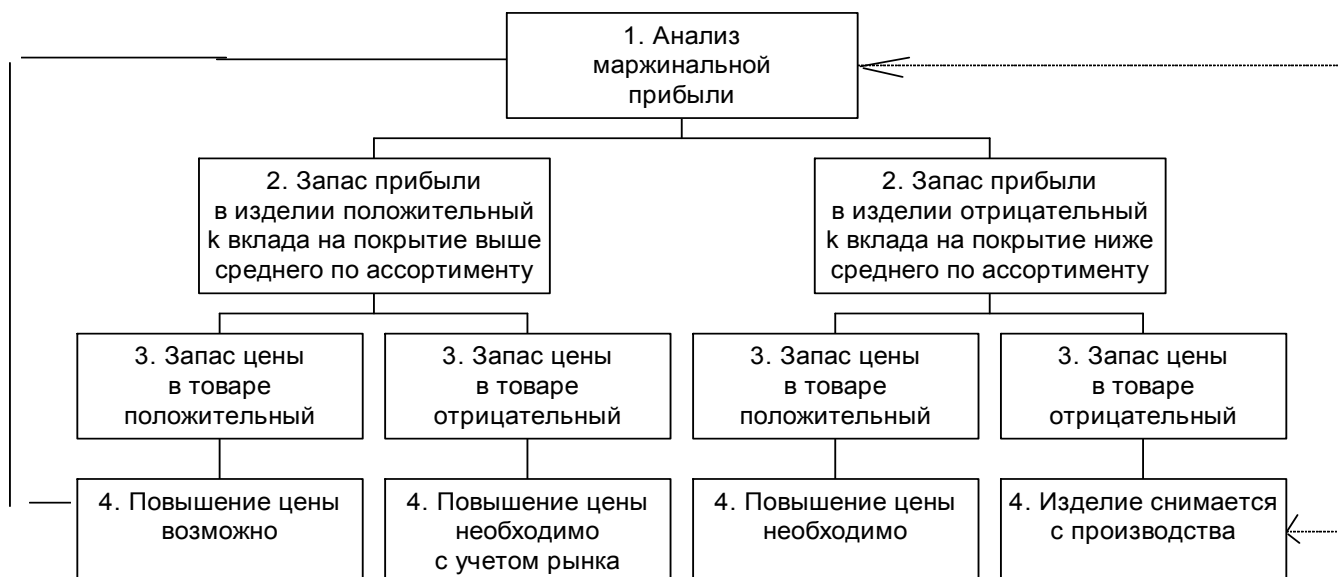 1. Анализ
маржинальной
прибыли
2. Запас прибыли
в изделии положительный
k вклада на покрытие выше
среднего по ассортименту
2. Запас прибыли
в изделии отрицательный
k вклада на покрытие ниже
среднего по ассортименту
3. Запас цены
в товаре
положительный
3. Запас цены
в товаре
отрицательный
3. Запас цены
в товаре
положительный
3. Запас цены
в товаре
отрицательный
4. Повышение цены
возможно
4. Повышение цены
необходимо
с учетом рынка
4. Повышение цены
необходимо
4. Изделие снимается
с производства